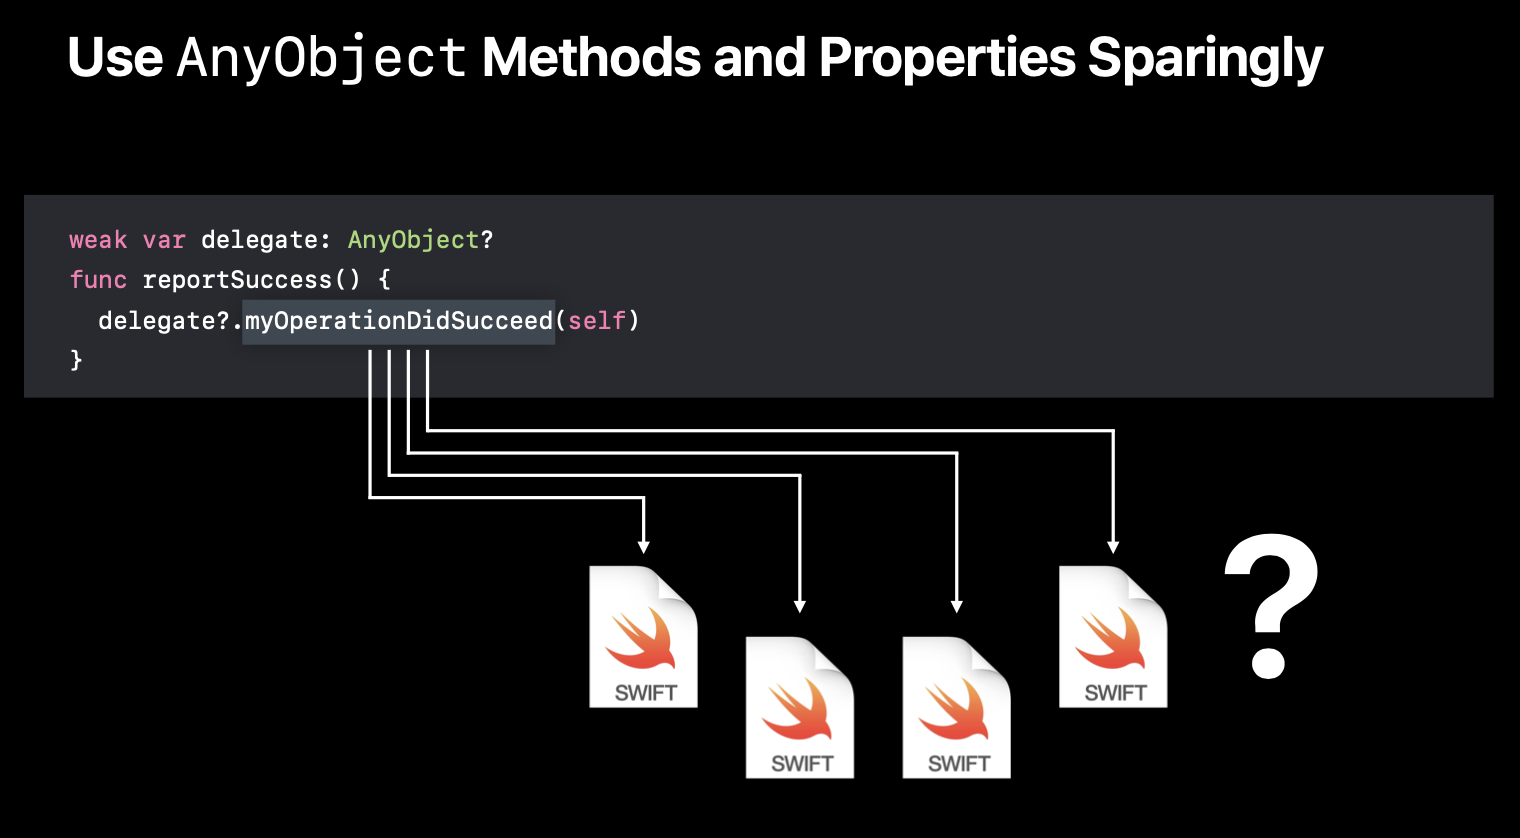 Use AnyObject Methods and Properties Sparingly
weak var delegate: AnyObject?
func reportSuccess() {
  delegate?.myOperationDidSucceed(self)
}
?
SWIFT
SWIFT
SWIFT
SWIFT